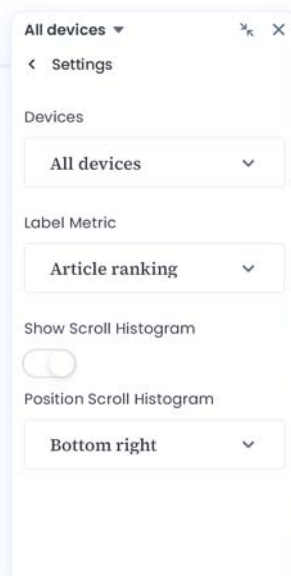 All devices
Settings
Devices
All devices
Label Metric
Article ranking
Show Scroll Histogram
Position Scroll Histogram
Bottom right